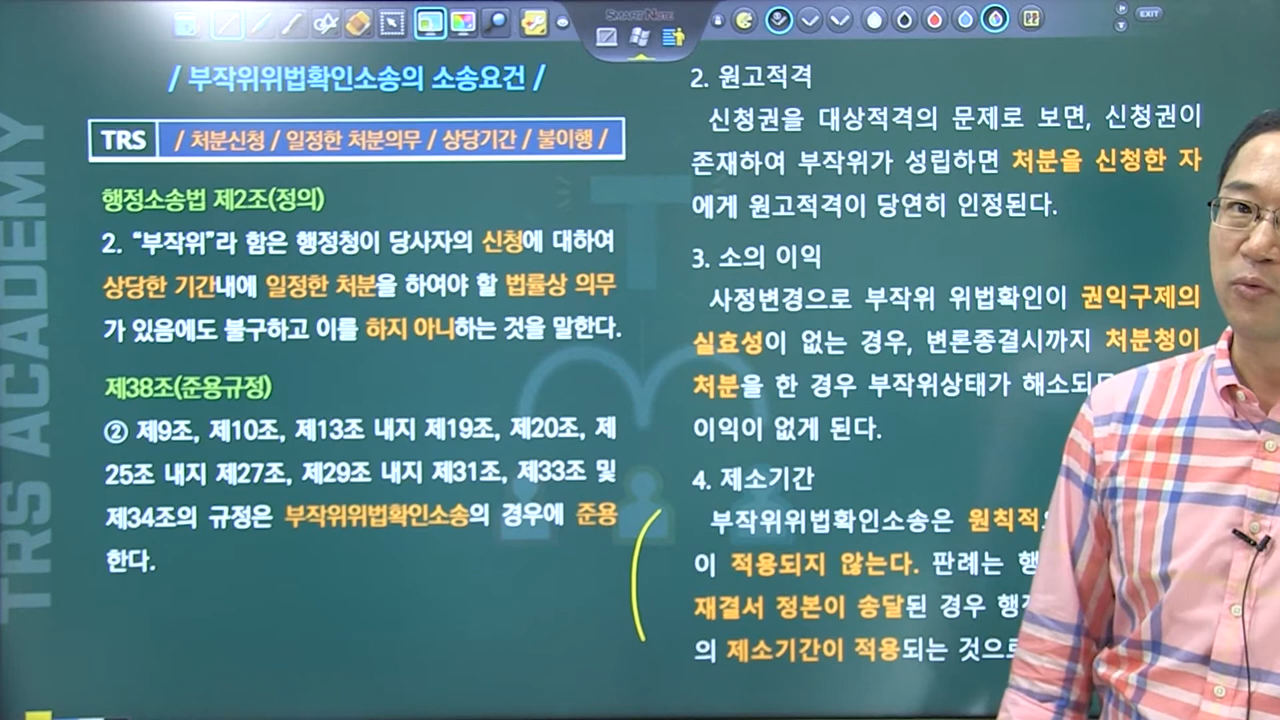 SMART NOTE
EXIT
/ 부작위위법확인소송의 소송요건 /
TRS / 처분신청 / 일정한 처분의무 / 상당기간 / 불이행 /
행정소송법 제2조(정의)
2. “부작위”라 함은 행정청이 당사자의 신청에 대하여
상당한 기간내에 일정한 처분을 하여야 할 법률상 의무
가 있음에도 불구하고 이를 하지 아니하는 것을 말한다.
제38조(준용규정)
② 제9조, 제10조, 제13조 내지 제19조, 제20조, 제
25조 내지 제27조, 제29조 내지 제31조, 제33조 및
제34조의 규정은 부작위위법확인소송의 경우에 준용
한다.
2. 원고적격
신청권을 대상적격의 문제로 보면, 신청권이
존재하여 부작위가 성립하면 처분을 신청한 자
에게 원고적격이 당연히 인정된다.
3. 소의 이익
사정변경으로 부작위 위법확인이 권익구제의
실효성이 없는 경우, 변론종결시까지 처분청이
처분을 한 경우 부작위상태가 해소되
이익이 없게 된다.
4. 제소기간
부작위위법확인소송은 원칙적
이 적용되지 않는다. 판례는 행
재결서 정본이 송달된 경우 행
의 제소기간이 적용되는 것으로
TRS ACADEMY